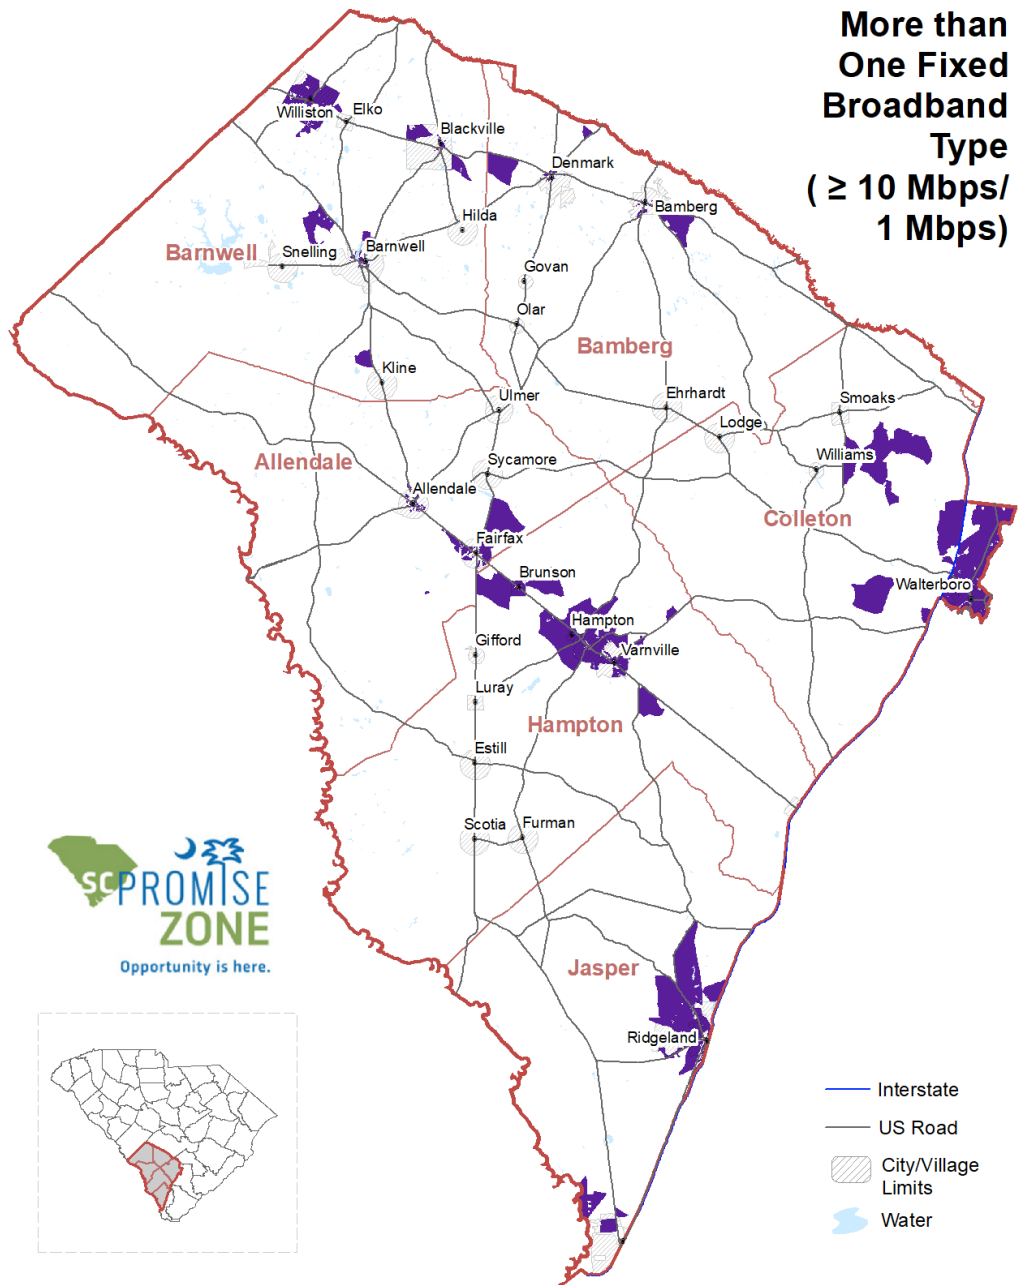 More than
One Fixed
Broadband
Type
( ≥ 10 Mbps/
1 Mbps)
Williston
Elko
Blackville
Denmark
Bamberg
Hilda
Barnwell
Snelling
Barnwell
Govan
Olar
Bamberg
Kline
Ulmer
Ehrhardt
Smoaks
Lodge
Williams
Allendale
Sycamore
Allendale
Colleton
Fairfax
Brunson
Walterboro
Hampton
Gifford
Varnville
Luray
Hampton
Estill
Scotia
Furman
SC PROMISE
ZONE
Opportunity is here.
Jasper
Ridgeland
Interstate
US Road
City/Village
Limits
Water